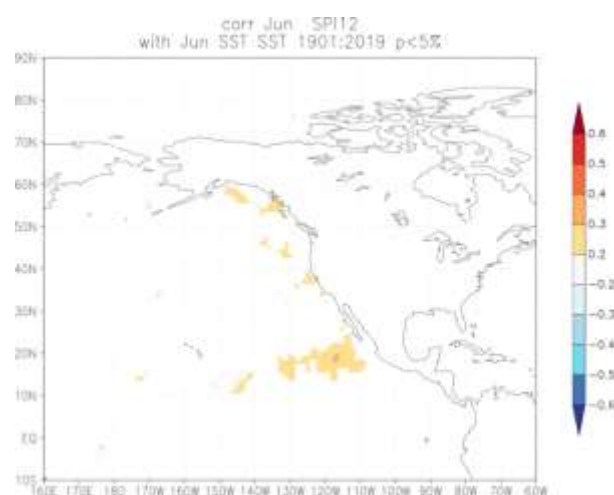 corr Jun SPI12
with Jun SST SST 1901:2019 p<5%
90N
80N
70N
60N
50N
40N
30N
20N
10N
EQ
10S
160E 170E 180 170W 160W 150W 140W 130W 120W 110W 100W 90W 80W 70W 60W
0.6
0.5
0.4
0.3
0.2
-0.2
-0.3
-0.4
-0.5
-0.6